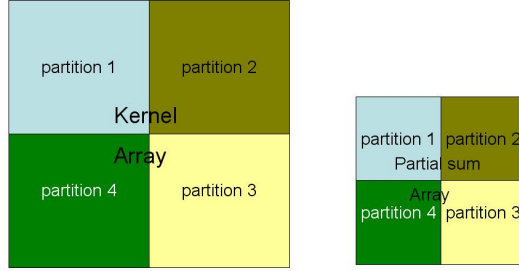 partition 1 partition 2
Kernel
Array
partition 4 partition 3
partition 1 partition 2
Partial sum
Array
partition 4 partition 3